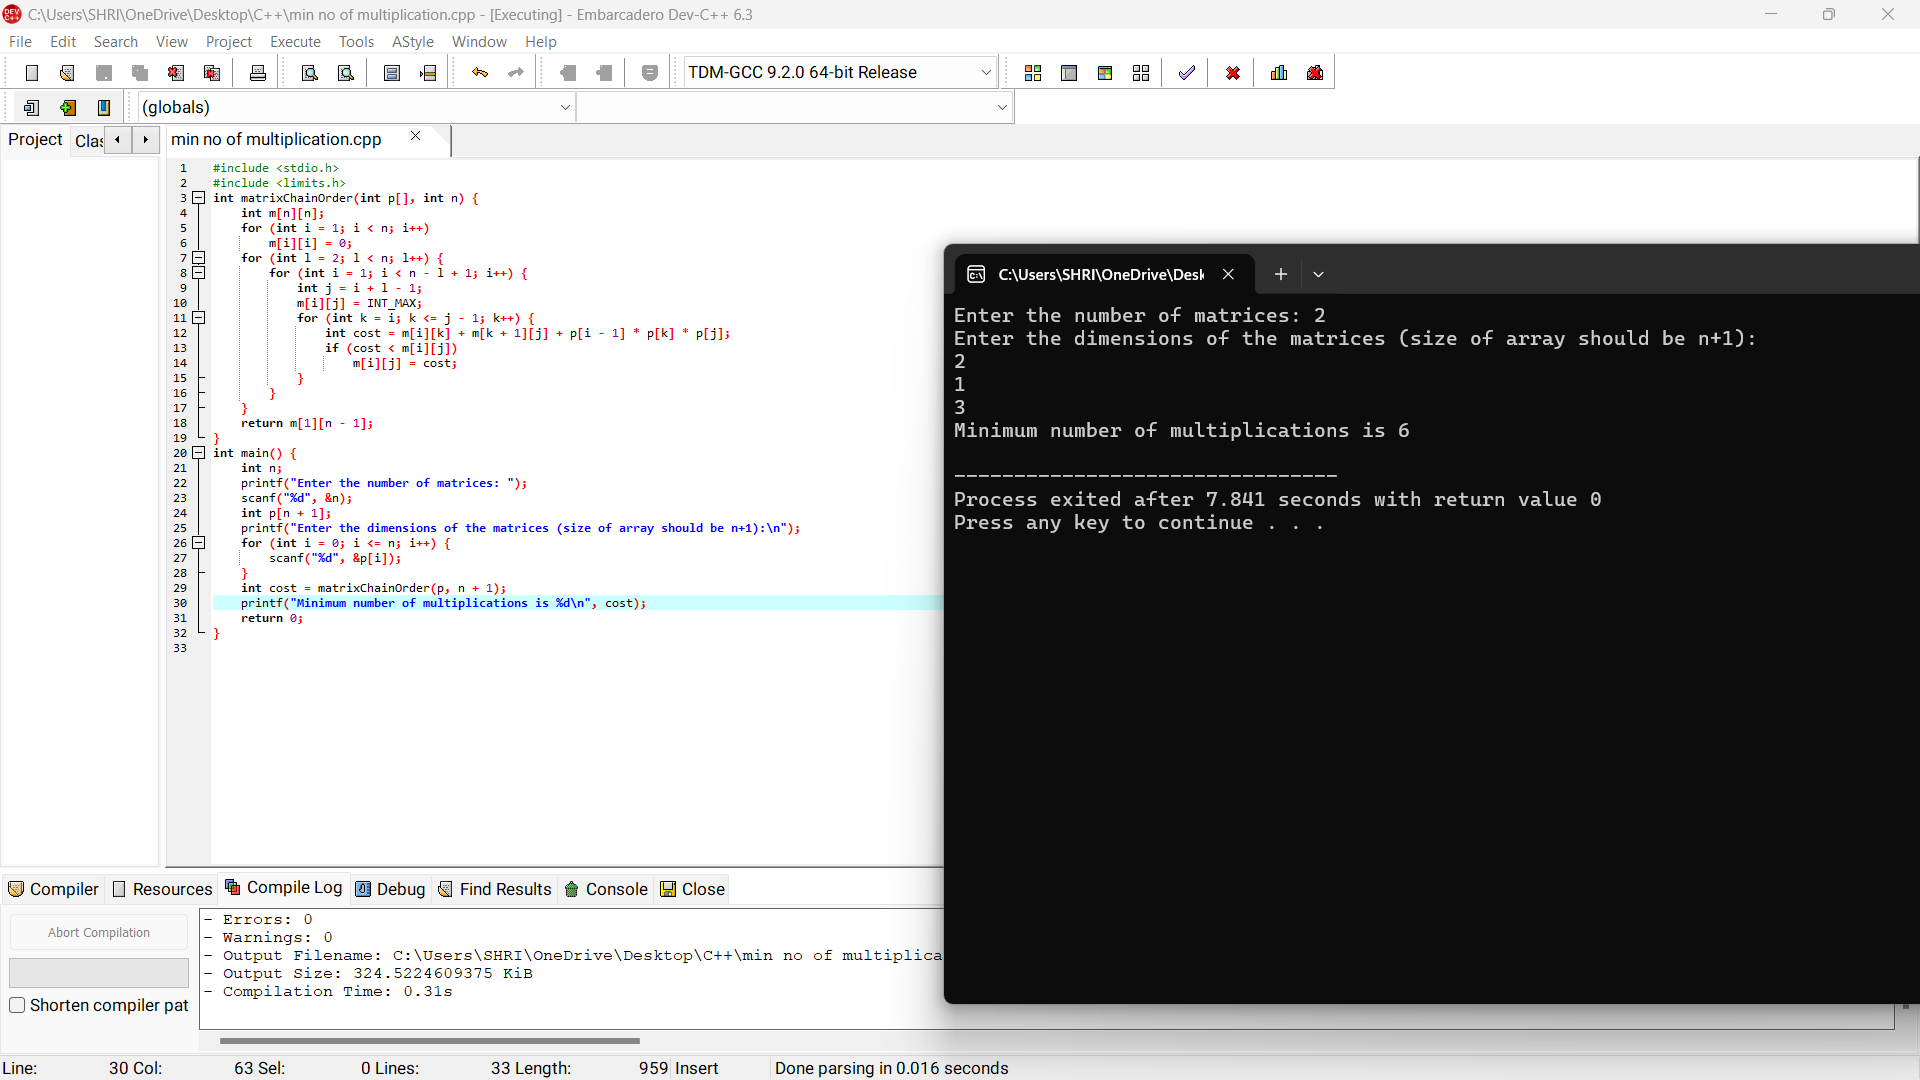 C:\Users\SHRI\OneDrive\Desktop\C++\min no of multiplication.cpp - [Executing] - Embarcadero Dev-C++ 6.3
File Edit Search View Project Execute Tools AStyle Window Help
TDM-GCC 9.2.0 64-bit Release
(globals)
Project Clas
min no of multiplication.cpp
1 #include <stdio.h>
2 #include <limits.h>
3 int matrixChainOrder(int p[], int n) {
4 int m[n][n];
5 for (int i = 1; i < n; i++)
6 m[i][i] = 0;
7 for (int l = 2; l < n; l++) {
8 for (int i = 1; i < n - l + 1; i++) {
9 int j = i + l - 1;
10 m[i][j] = INT_MAX;
11 for (int k = i; k <= j - 1; k++) {
12 int cost = m[i][k] + m[k + 1][j] + p[i - 1] * p[k] * p[j];
13 if (cost < m[i][j])
14 m[i][j] = cost;
15 }
16 }
17 }
18 return m[1][n - 1];
19 }
20 int main() {
21 int n;
22 printf("Enter the number of matrices: ");
23 scanf("%d", &n);
24 int p[n + 1];
25 printf("Enter the dimensions of the matrices (size of array should be n+1):\n");
26 for (int i = 0; i <= n; i++) {
27 scanf("%d", &p[i]);
28 }
29 int cost = matrixChainOrder(p, n + 1);
30 printf("Minimum number of multiplications is %d\n", cost);
31 return 0;
32 }
33
C:\Users\SHRI\OneDrive\Desk
Enter the number of matrices: 2
Enter the dimensions of the matrices (size of array should be n+1):
2
1
3
Minimum number of multiplications is 6
--------------------------------
Process exited after 7.841 seconds with return value 0
Press any key to continue . . .
Compiler Resources Compile Log Debug Find Results Console Close
Abort Compilation
Shorten compiler pat
- Errors: 0
- Warnings: 0
- Output Filename: C:\Users\SHRI\OneDrive\Desktop\C++\min no of multiplica
- Output Size: 324.5224609375 KiB
- Compilation Time: 0.31s
Line: 30 Col: 63 Sel: 0 Lines: 33 Length: 959 Insert Done parsing in 0.016 seconds